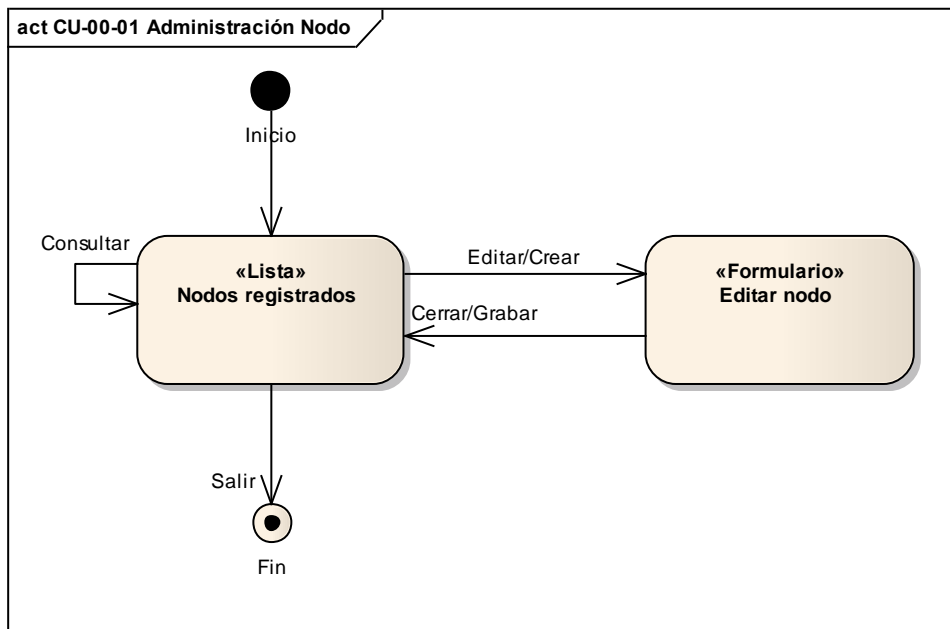 act CU-00-01 Administración Nodo
Inicio
Consultar
«Lista»
Nodos registrados
Editar/Crear
Cerrar/Grabar
«Formulario»
Editar nodo
Salir
Fin